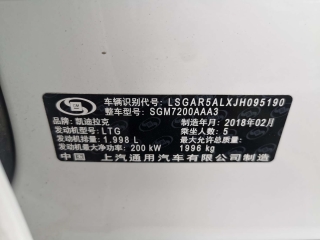 车辆识别代号: LSGAR5ALXJH095190
整车型号: SGM7200AAA3
品牌: 凯迪拉克
制造年月: 2018年02月
发动机型号: LTG
乘坐人数: 5
发动机排量: 1.998 L
最大允许总质量:
发动机最大净功率: 200 kW
1996 kg
中国 上汽通用汽车有限公司制造